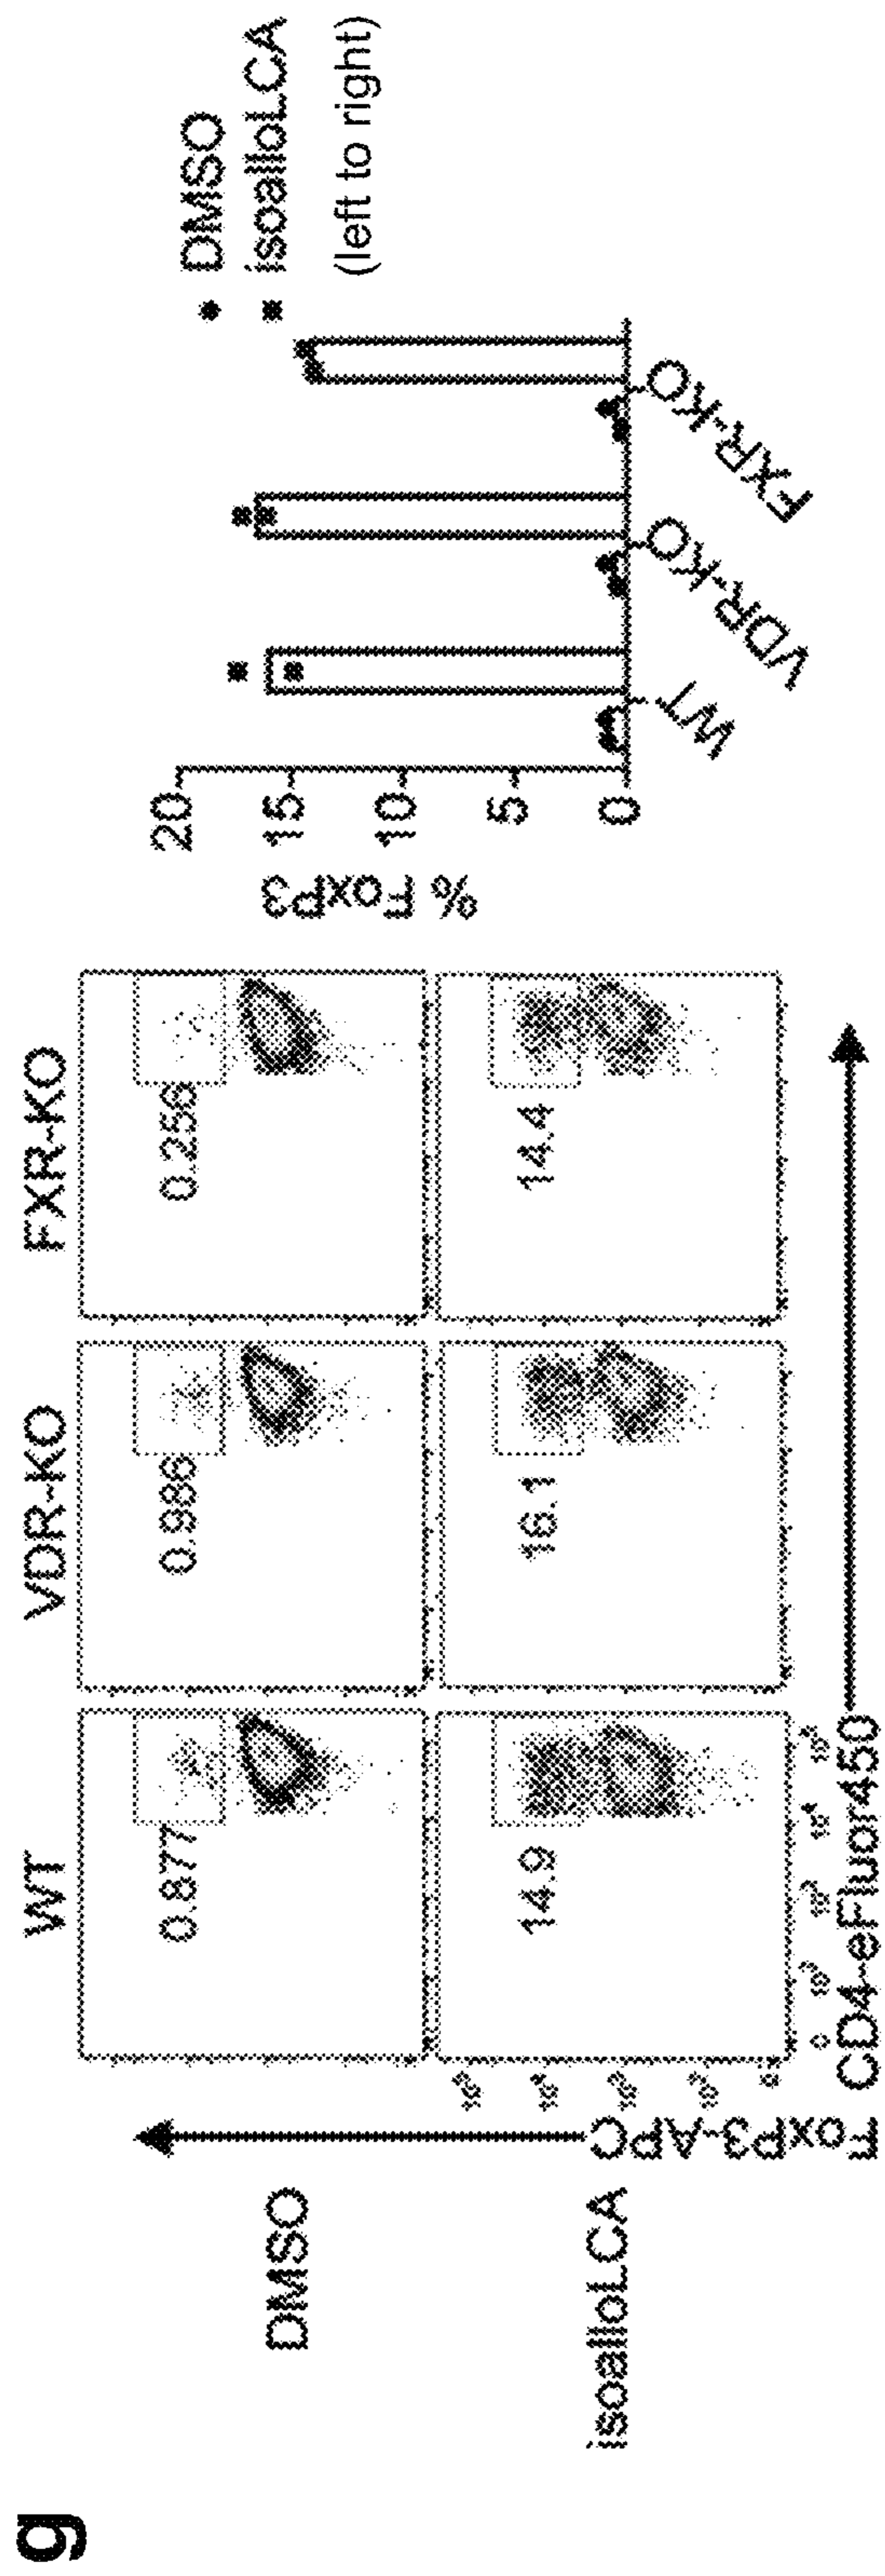 g
WT
VDR-KO
FXR-KO
DMSO
0.877
0.986
0.256
isoalloLCA
14.9
16.1
14.4
FoxP3-APC
0
CD4-eFluor450
% FoxP3
20
15
10
5
0
WT
VDR-KO
FXR-KO
DMSO
isoalloLCA
(left to right)